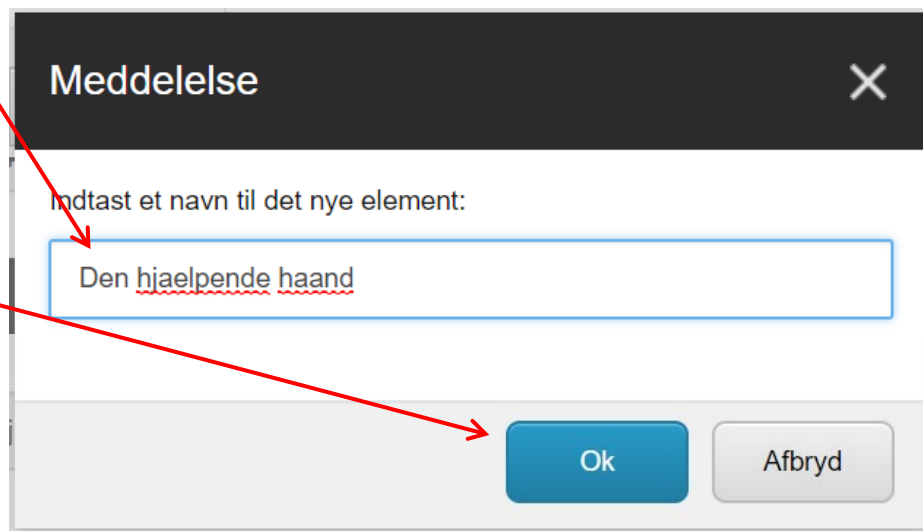 Meddelelse
Indtast et navn til det nye element:
Den hjaelpende haand
Ok
Afbryd